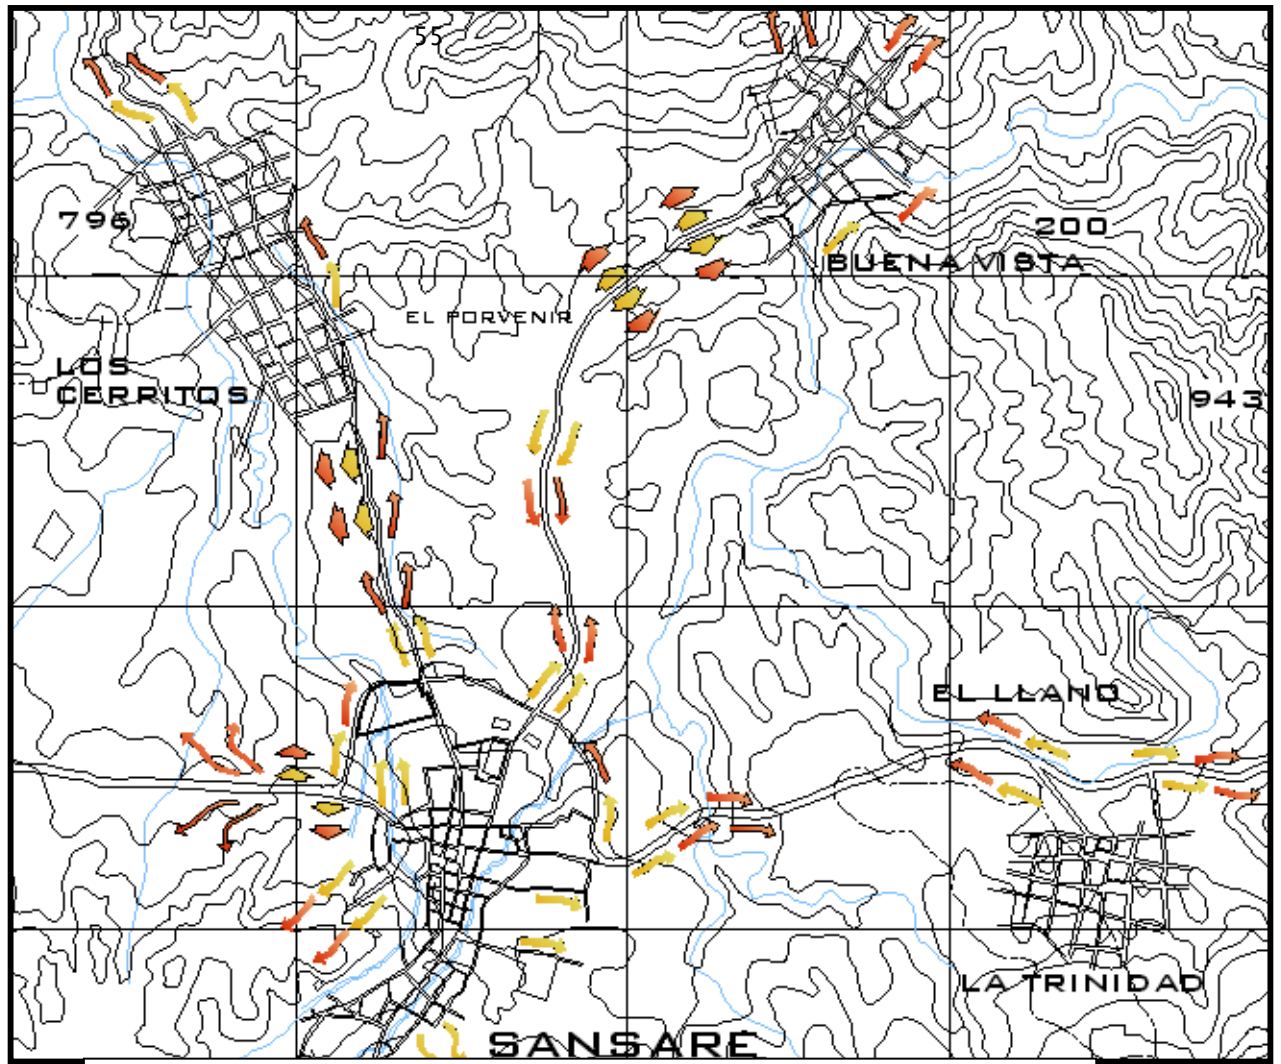 55
796
200
BUENA VISTA
EL PORVENIR
LOS
CERRITOS
943
EL LLANO
LA TRINIDAD
SANSARE